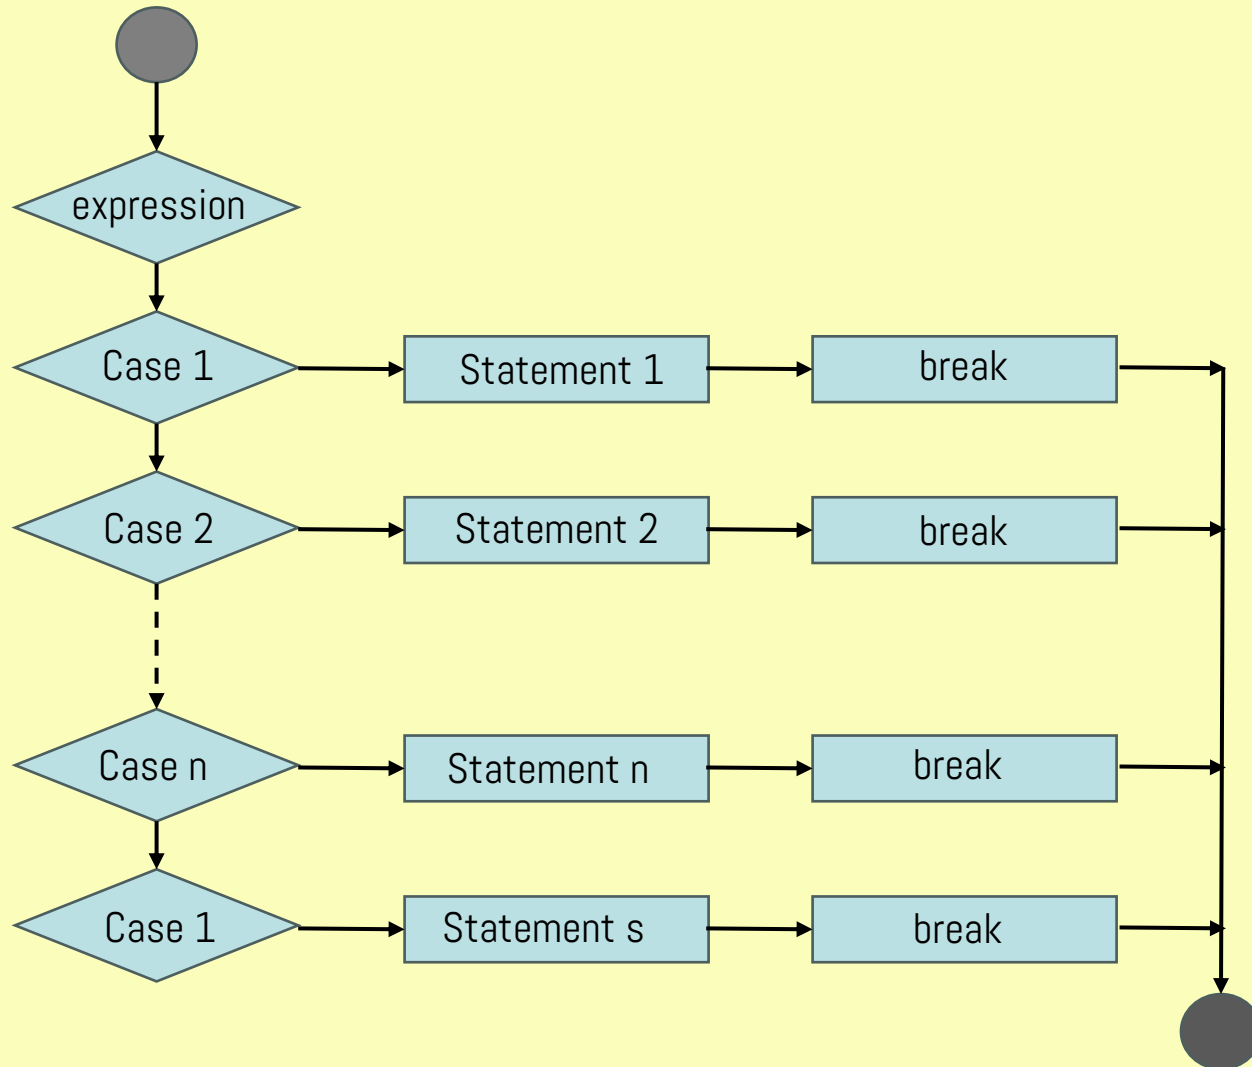 expression
Case 1
Statement 1
break
Case 2
Statement 2
break
Case n
Statement n
break
Case 1
Statement s
break